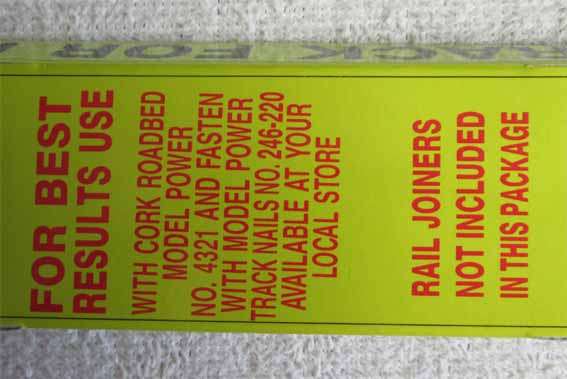 FOR BEST
RESULTS USE
WITH CORK ROADBED
MODEL POWER
NO. 4321 AND FASTEN
WITH MODEL POWER
TRACK NAILS NO. 246-220
AVAILABLE AT YOUR
LOCAL STORE
RAIL JOINERS
NOT INCLUDED
IN THIS PACKAGE